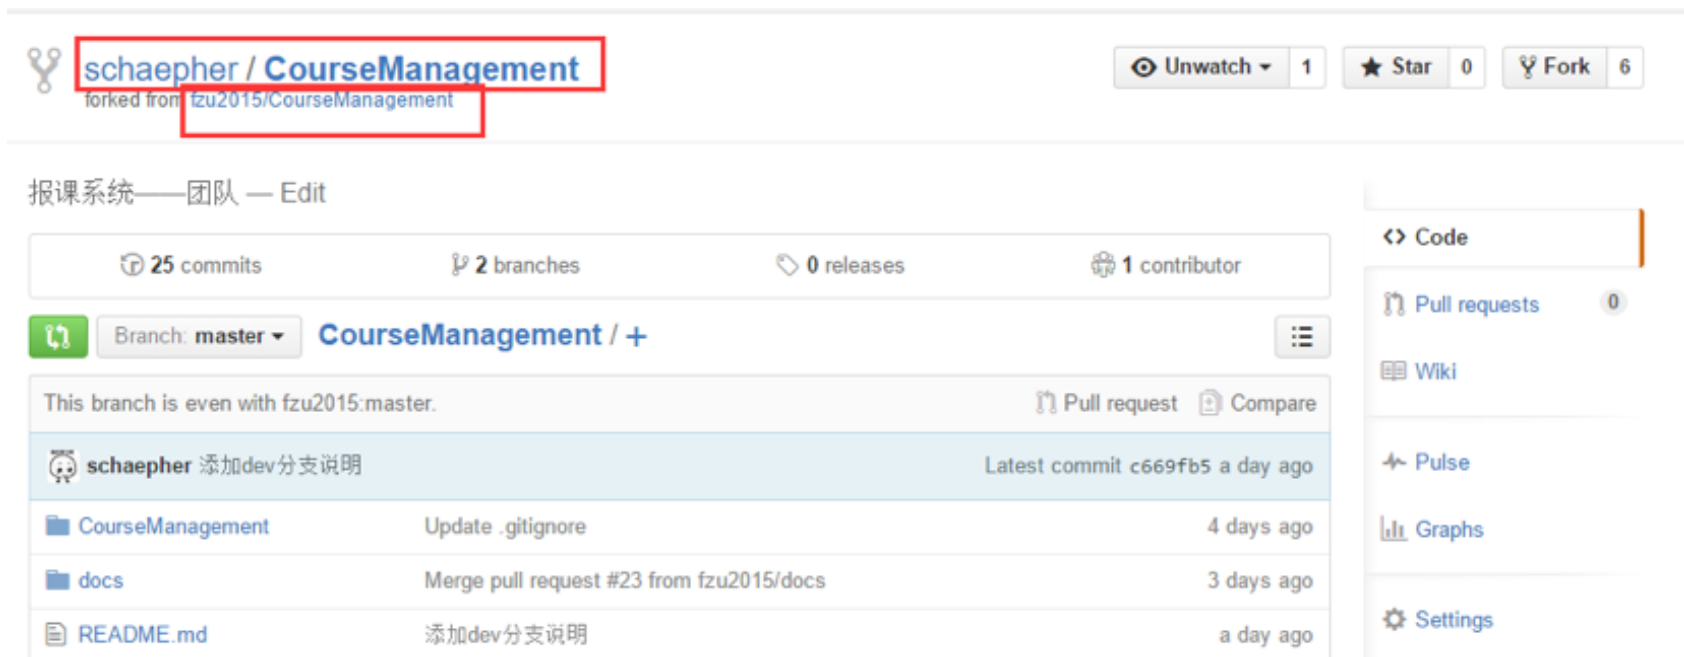 schaepher / CourseManagement
forked from fzu2015/CourseManagement
Unwatch 1 Star 0 Fork 6
报课系统——团队 — Edit
25 commits 2 branches 0 releases 1 contributor
Branch: master CourseManagement / +
This branch is even with fzu2015:master. Pull request Compare
schaepher 添加dev分支说明 Latest commit c669fb5 a day ago
CourseManagement Update .gitignore 4 days ago
docs Merge pull request #23 from fzu2015/docs 3 days ago
README.md 添加dev分支说明 a day ago
Code
Pull requests 0
Wiki
Pulse
Graphs
Settings